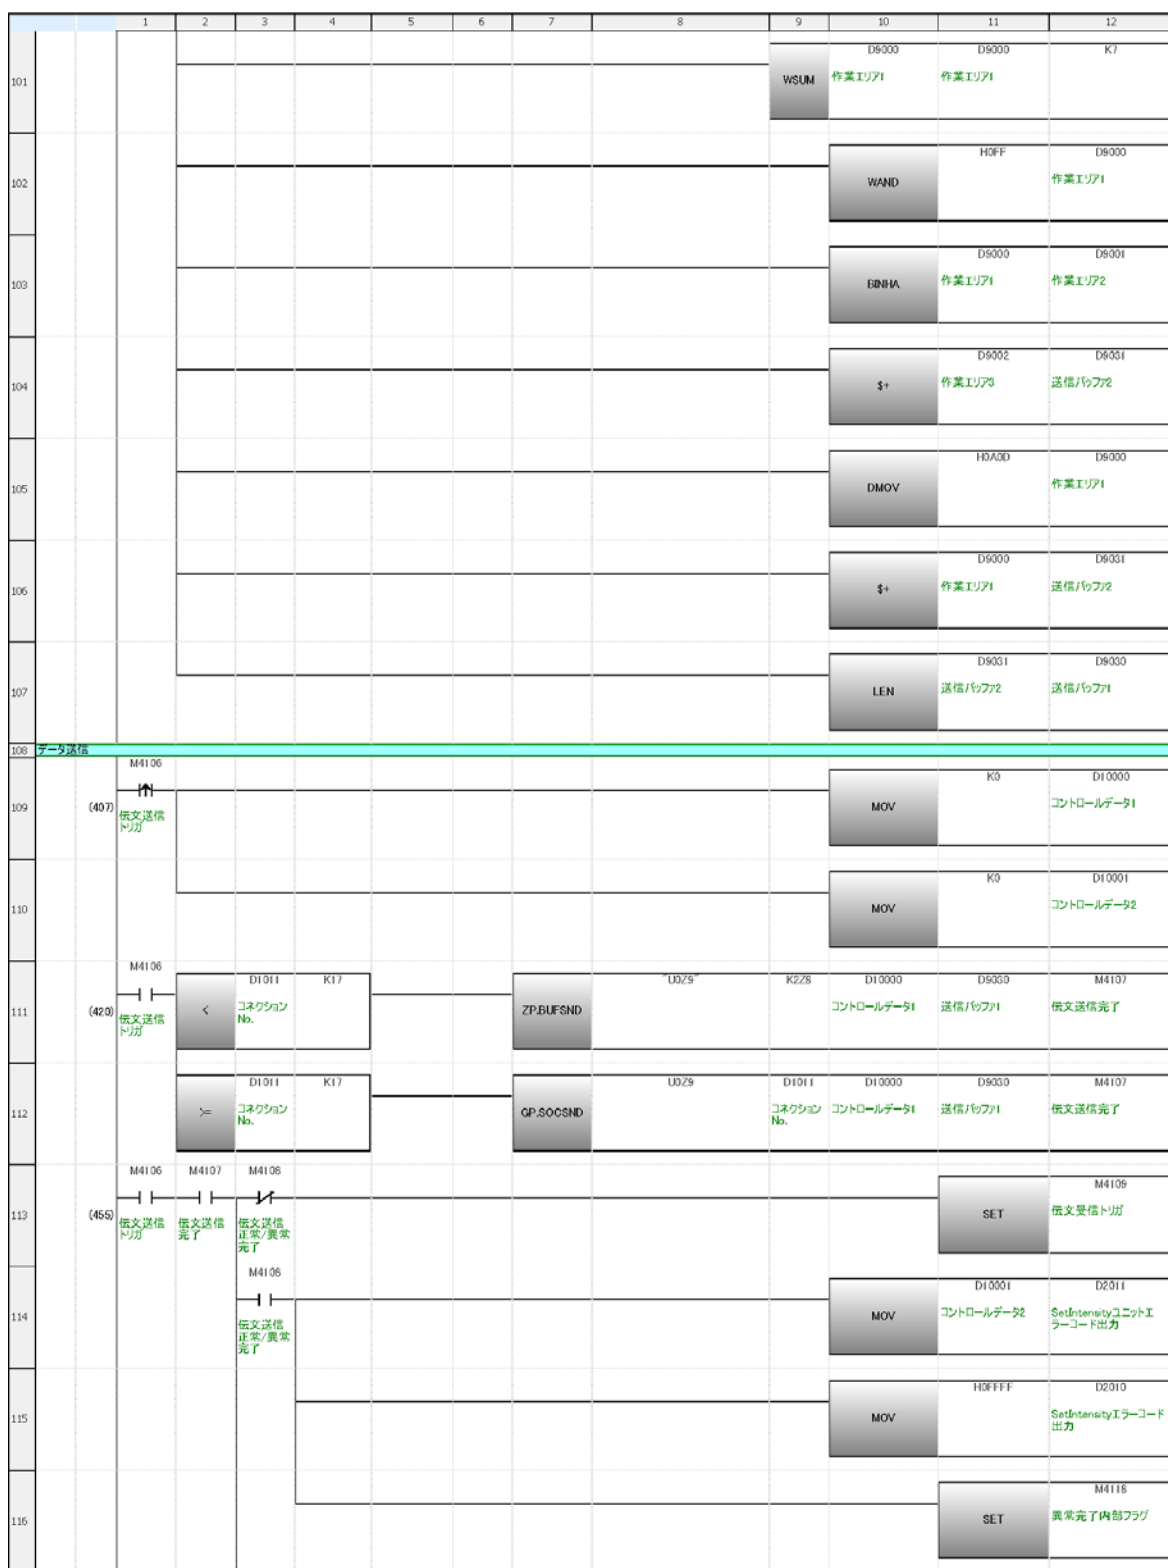 1 2 3 4 5 6 7 8 9 10 11 12
D9000 D9000 K7
101 WSUM 作業エリア1 作業エリア1
H0FF D9000
102 WAND 作業エリア1
D9000 D9001
103 BINHA 作業エリア1 作業エリア2
D9002 D9031
104 $+ 作業エリア3 送信バッファ2
H0A0D D9000
105 DMOV 作業エリア1
D9000 D9031
106 $+ 作業エリア1 送信バッファ2
D9031 D9030
107 LEN 送信バッファ2 送信バッファ1
108 データ送信
M4106 K0 D10000
109 (407) MOV コントロールデータ1
伝文送信
トリガ
K0 D10001
110 MOV コントロールデータ2
M4106 D1011 K17 "U0Z9" K2Z8 D10000 D9030 M4107
111 (420) < コネクション ZP.BUFSND コントロールデータ1 送信バッファ1 伝文送信完了
伝文送信 No.
トリガ
D1011 K17 U0Z9 D1011 D10000 D9030 M4107
112 >= コネクション GP.SOCSND コネクション コントロールデータ1 送信バッファ1 伝文送信完了
No. No.
M4106 M4107 M4108 M4109
113 (455) SET 伝文受信トリガ
伝文送信 伝文送信 伝文送信
トリガ 完了 正常/異常
完了
M4108 D10001 D2011
114 MOV コントロールデータ2 SetIntensityユニットエ
ラーコード出力
伝文送信
正常/異常
完了
H0FFFF D2010
115 MOV SetIntensityエラーコード
出力
M4118
116 SET 異常完了内部フラグ